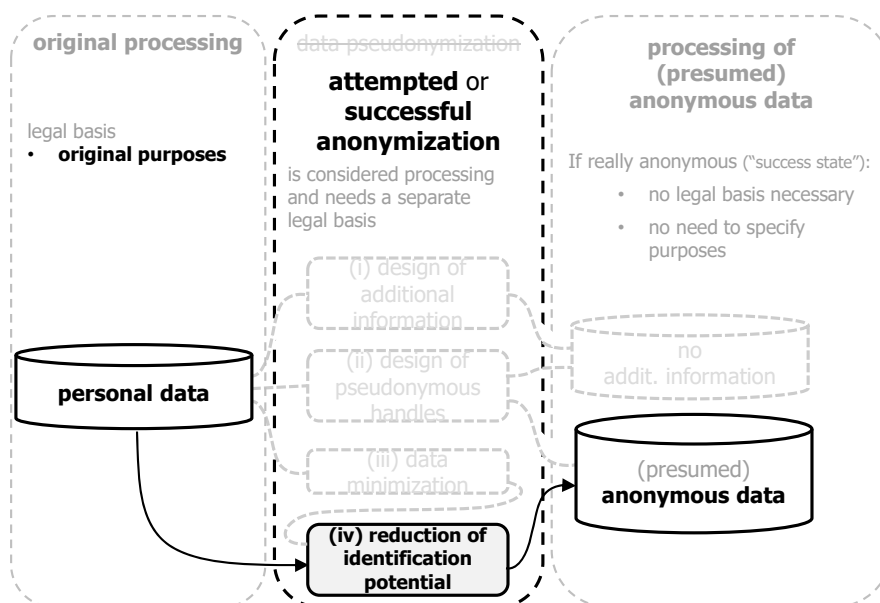 original processing
legal basis
• original purposes
personal data
data pseudonymization
attempted or
successful
anonymization
is considered processing
and needs a separate
legal basis
(i) design of
additional
information
(ii) design of
pseudonymous
handles
(iii) data
minimization
(iv) reduction of
identification
potential
processing of
(presumed)
anonymous data
If really anonymous (“success state”):
• no legal basis necessary
• no need to specify
purposes
no
addit. information
(presumed)
anonymous data